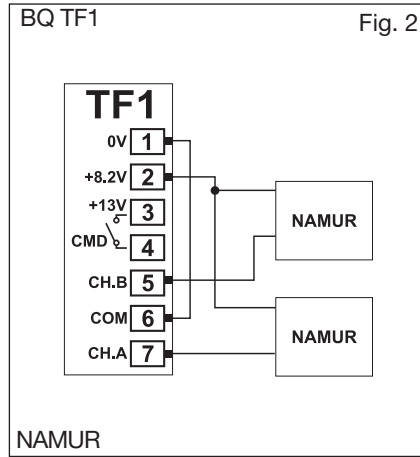 BQ TF1 Fig. 2
TF1
0V 1
+8.2V 2
+13V 3
CMD 4
CH.B 5
COM 6
CH.A 7
NAMUR
NAMUR
NAMUR